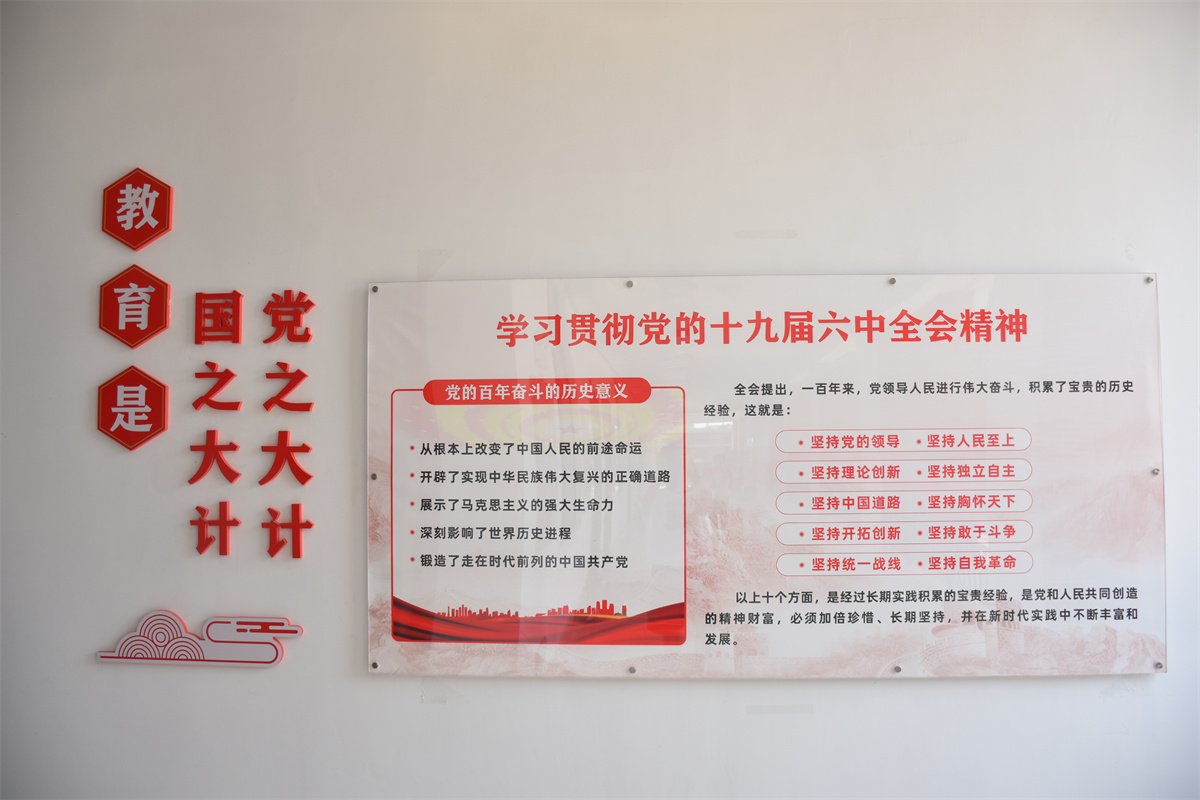 教育是
国之大计
党之大计
学习贯彻党的十九届六中全会精神
党的百年奋斗的历史意义
•从根本上改变了中国人民的前途命运
•开辟了实现中华民族伟大复兴的正确道路
•展示了马克思主义的强大生命力
•深刻影响了世界历史进程
•锻造了走在时代前列的中国共产党
全会提出，一百年来，党领导人民进行伟大奋斗，积累了宝贵的历史
经验，这就是：
•坚持党的领导 •坚持人民至上
•坚持理论创新 •坚持独立自主
•坚持中国道路 •坚持胸怀天下
•坚持开拓创新 •坚持敢于斗争
•坚持统一战线 •坚持自我革命
以上十个方面，是经过长期实践积累的宝贵经验，是党和人民共同创造
的精神财富，必须加倍珍惜、长期坚持，并在新时代实践中不断丰富和
发展。